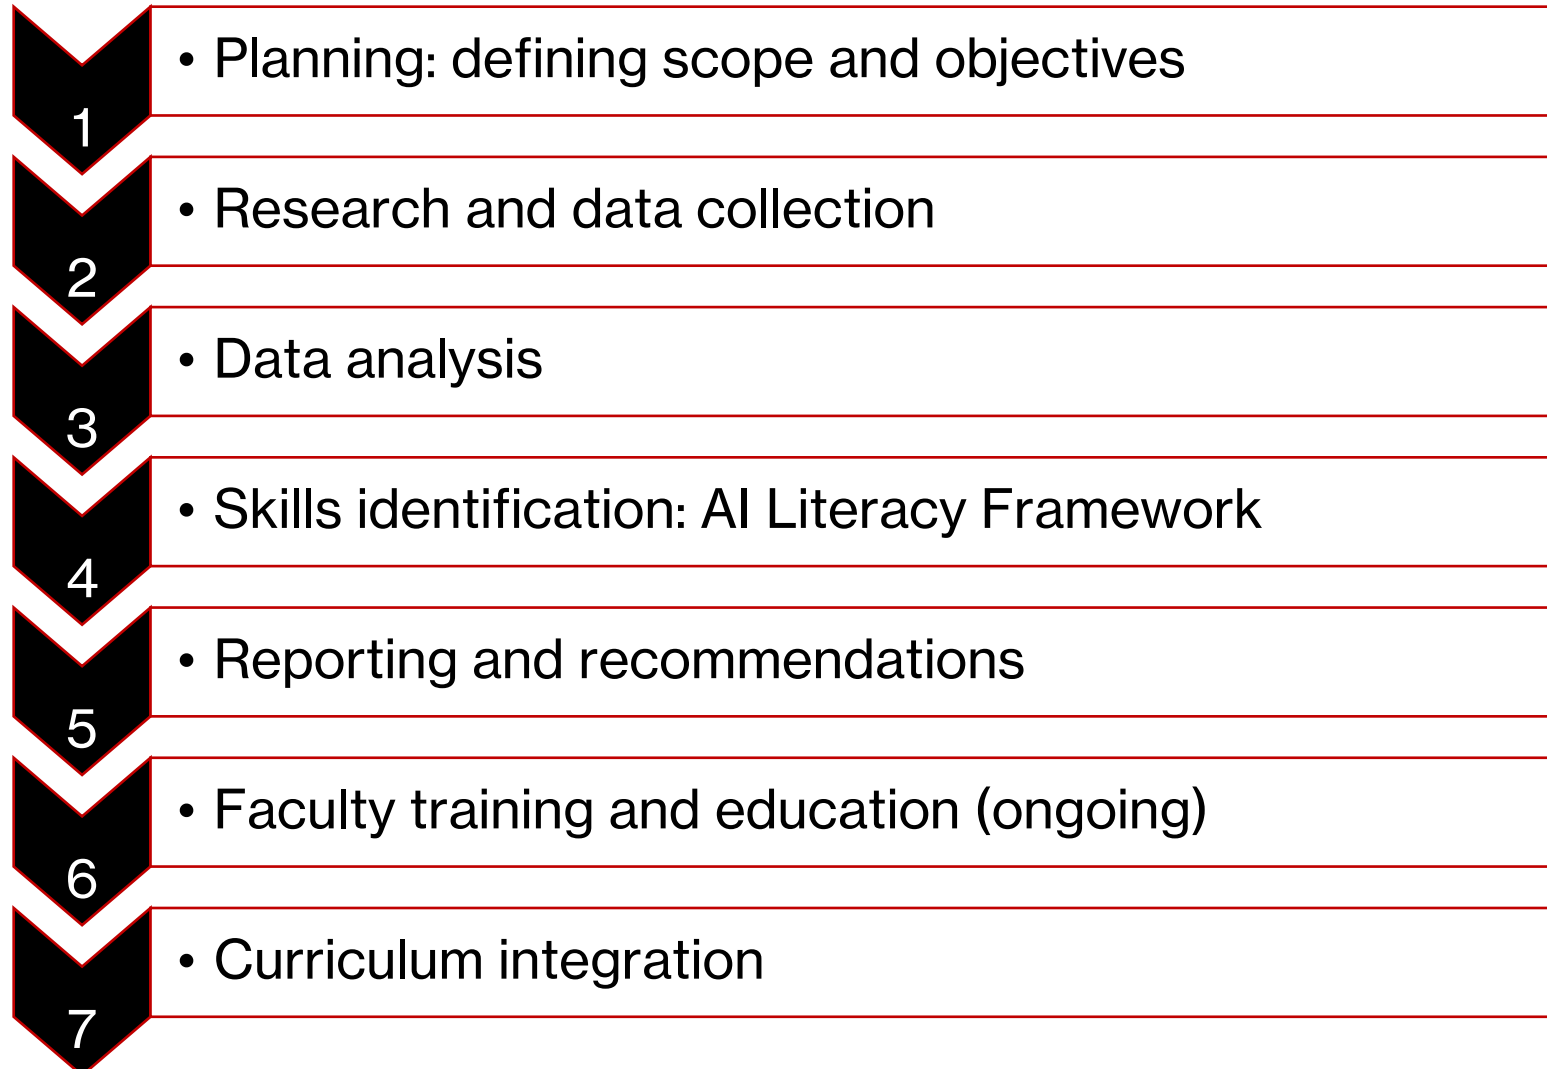 • Planning: defining scope and objectives
1
• Research and data collection
2
• Data analysis
3
• Skills identification: AI Literacy Framework
4
• Reporting and recommendations
5
• Faculty training and education (ongoing)
6
• Curriculum integration
7